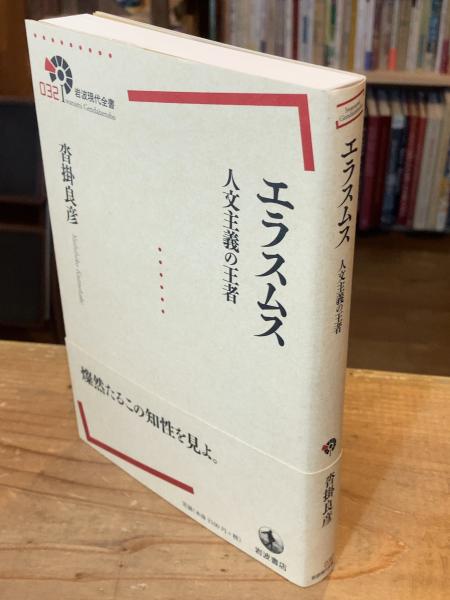 032
岩波現代全書
Iwanami Gendaizensho
エラスムス
人文主義の王者
沓掛良彦
燦然たるこの知性を見よ。
岩波書店
エラスムス
人文主義の王者
沓掛良彦